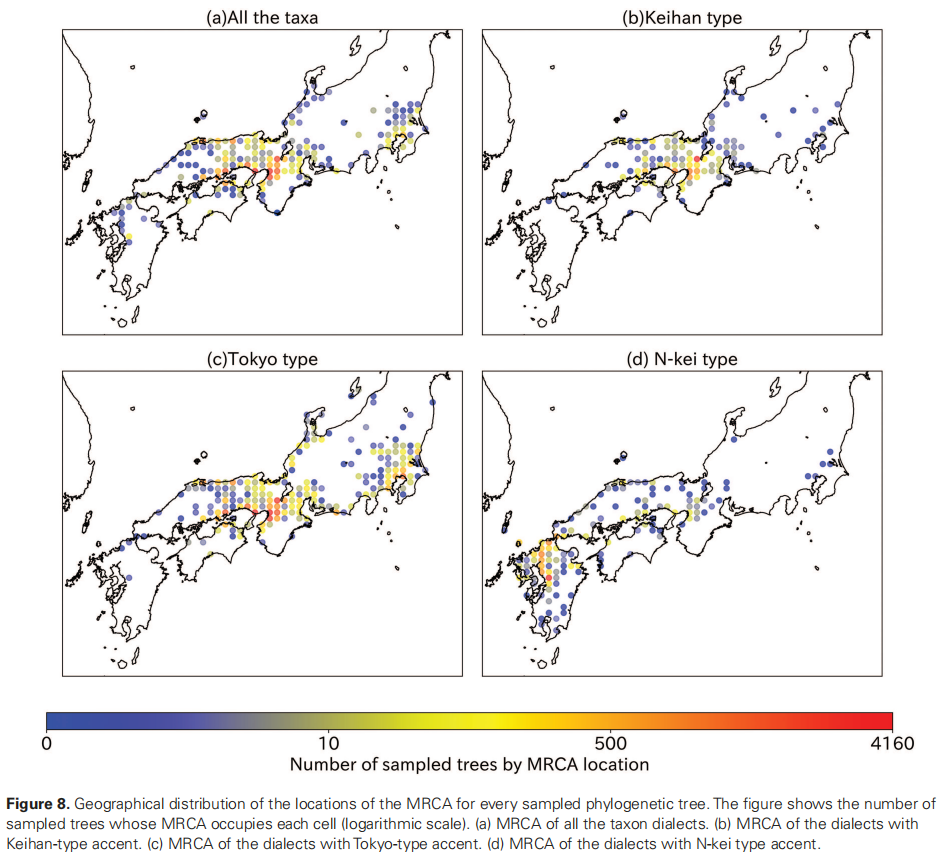 (a)All the taxa
(b)Keihan type
(c)Tokyo type
(d) N-kei type
0
10
500
4160
Number of sampled trees by MRCA location
Figure 8. Geographical distribution of the locations of the MRCA for every sampled phylogenetic tree. The figure shows the number of
sampled trees whose MRCA occupies each cell (logarithmic scale). (a) MRCA of all the taxon dialects. (b) MRCA of the dialects with
Keihan-type accent. (c) MRCA of the dialects with Tokyo-type accent. (d) MRCA of the dialects with N-kei type accent.